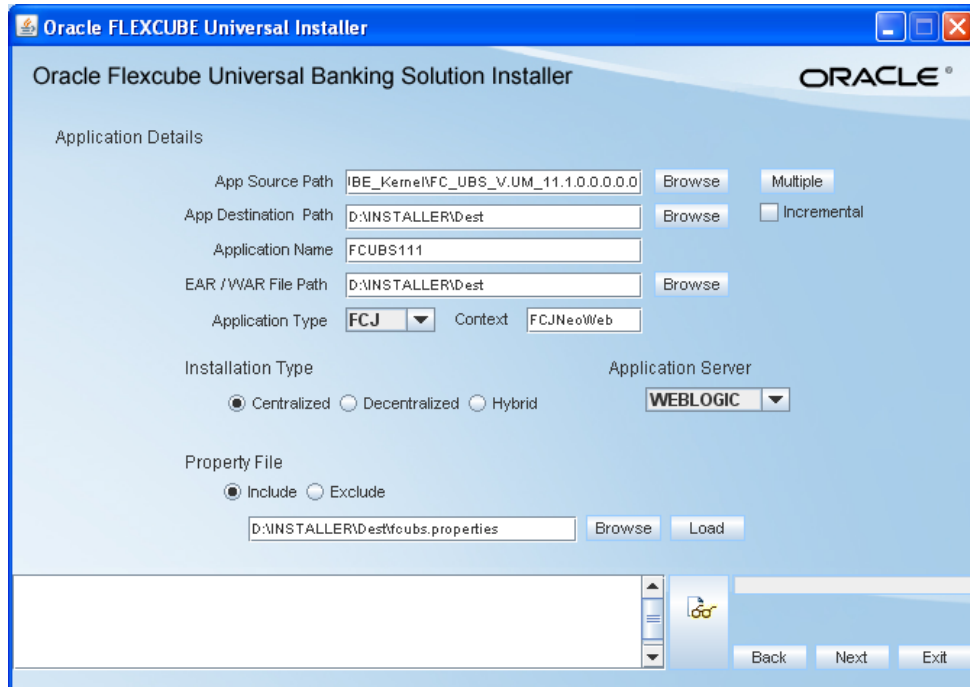 Oracle FLEXCUBE Universal Installer
Oracle Flexcube Universal Banking Solution Installer
ORACLE®
Application Details
App Source Path IBE_Kernel\FC_UBS_V.UM_11.1.0.0.0.0.0 Browse Multiple
App Destination Path D:\INSTALLER\Dest Browse Incremental
Application Name FCUBS111
EAR / WAR File Path D:\INSTALLER\Dest Browse
Application Type FCJ Context FCJNeoWeb
Installation Type Application Server
Centralized Decentralized Hybrid WEBLOGIC
Property File
Include Exclude
D:\INSTALLER\Dest\fcubs.properties Browse Load
Back Next Exit